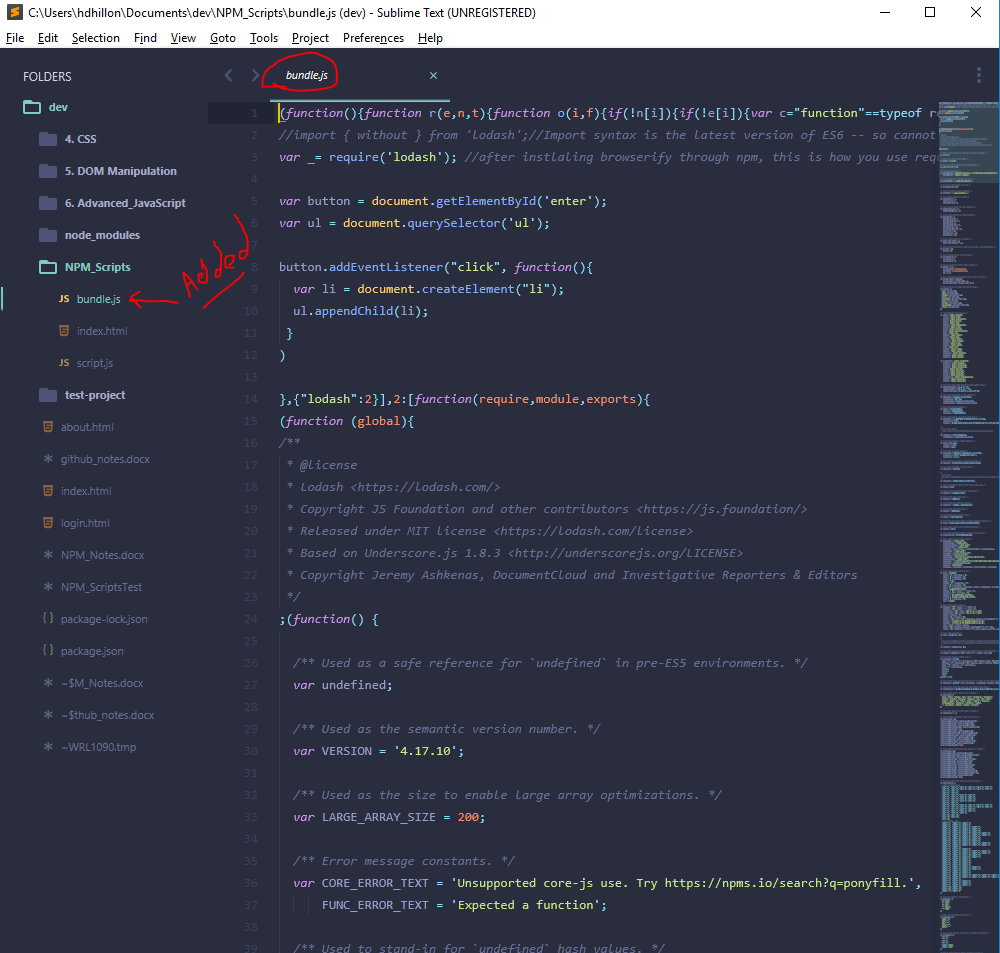 C:\Users\hdhillon\Documents\dev\NPM_Scripts\bundle.js (dev) - Sublime Text (UNREGISTERED)
File Edit Selection Find View Goto Tools Project Preferences Help
FOLDERS
dev
4. CSS
5. DOM Manipulation
6. Advanced_JavaScript
node_modules
NPM_Scripts
bundle.js
index.html
script.js
test-project
about.html
github_notes.docx
index.html
login.html
NPM_Notes.docx
NPM_ScriptsTest
package-lock.json
package.json
~$M_Notes.docx
~$thub_notes.docx
~WRL1090.tmp
Added
bundle.js
1 (function(){function r(e,n,t){function o(i,f){if(!n[i]){if(!e[i]){var c="function"==typeof r
2 //import { without } from 'lodash';//Import syntax is the latest version of ES6 -- so cannot
3 var _= require('lodash'); //after instlaling browserify through npm, this is how you use req
4
5 var button = document.getElementById('enter');
6 var ul = document.querySelector('ul');
7
8 button.addEventListener("click", function(){
9 var li = document.createElement("li");
10 ul.appendChild(li);
11 }
12 )
13
14 },{"lodash":2}],2:[function(require,module,exports){
15 (function (global){
16 /**
17 * @license
18 * Lodash <https://lodash.com/>
19 * Copyright JS Foundation and other contributors <https://js.foundation/>
20 * Released under MIT license <https://lodash.com/license>
21 * Based on Underscore.js 1.8.3 <http://underscorejs.org/LICENSE>
22 * Copyright Jeremy Ashkenas, DocumentCloud and Investigative Reporters & Editors
23 */
24 ;(function() {
25
26 /** Used as a safe reference for `undefined` in pre-ES5 environments. */
27 var undefined;
28
29 /** Used as the semantic version number. */
30 var VERSION = '4.17.10';
31
32 /** Used as the size to enable large array optimizations. */
33 var LARGE_ARRAY_SIZE = 200;
34
35 /** Error message constants. */
36 var CORE_ERROR_TEXT = 'Unsupported core-js use. Try https://npms.io/search?q=ponyfill.',
37 FUNC_ERROR_TEXT = 'Expected a function';
38
39 /** Used to stand-in for `undefined` hash values. */